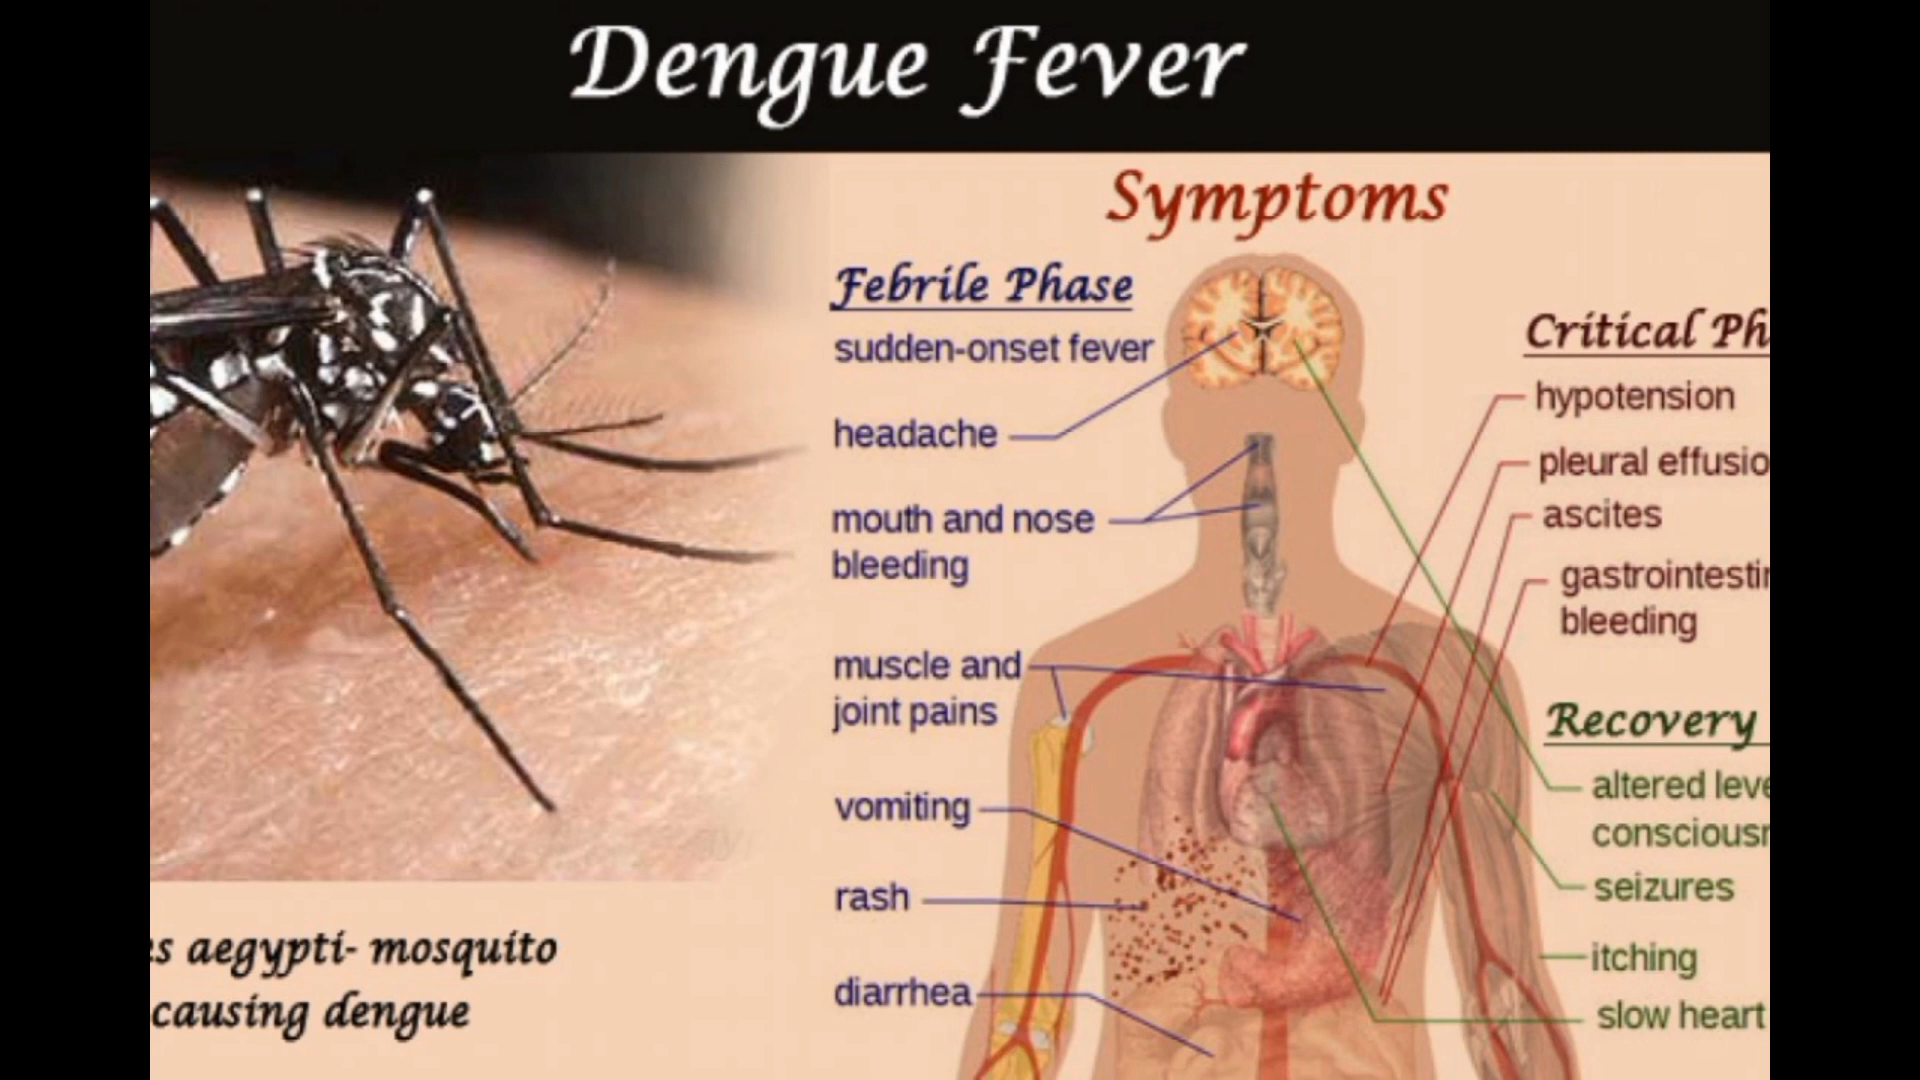 Dengue Fever
Symptoms
Febrile Phase
sudden-onset fever
headache
mouth and nose
bleeding
muscle and
joint pains
vomiting
rash
diarrhea
Critical Ph
hypotension
pleural effusio
ascites
gastrointestin
bleeding
Recovery
altered leve
consciousn
seizures
itching
slow heart
s aegypti- mosquito
causing dengue